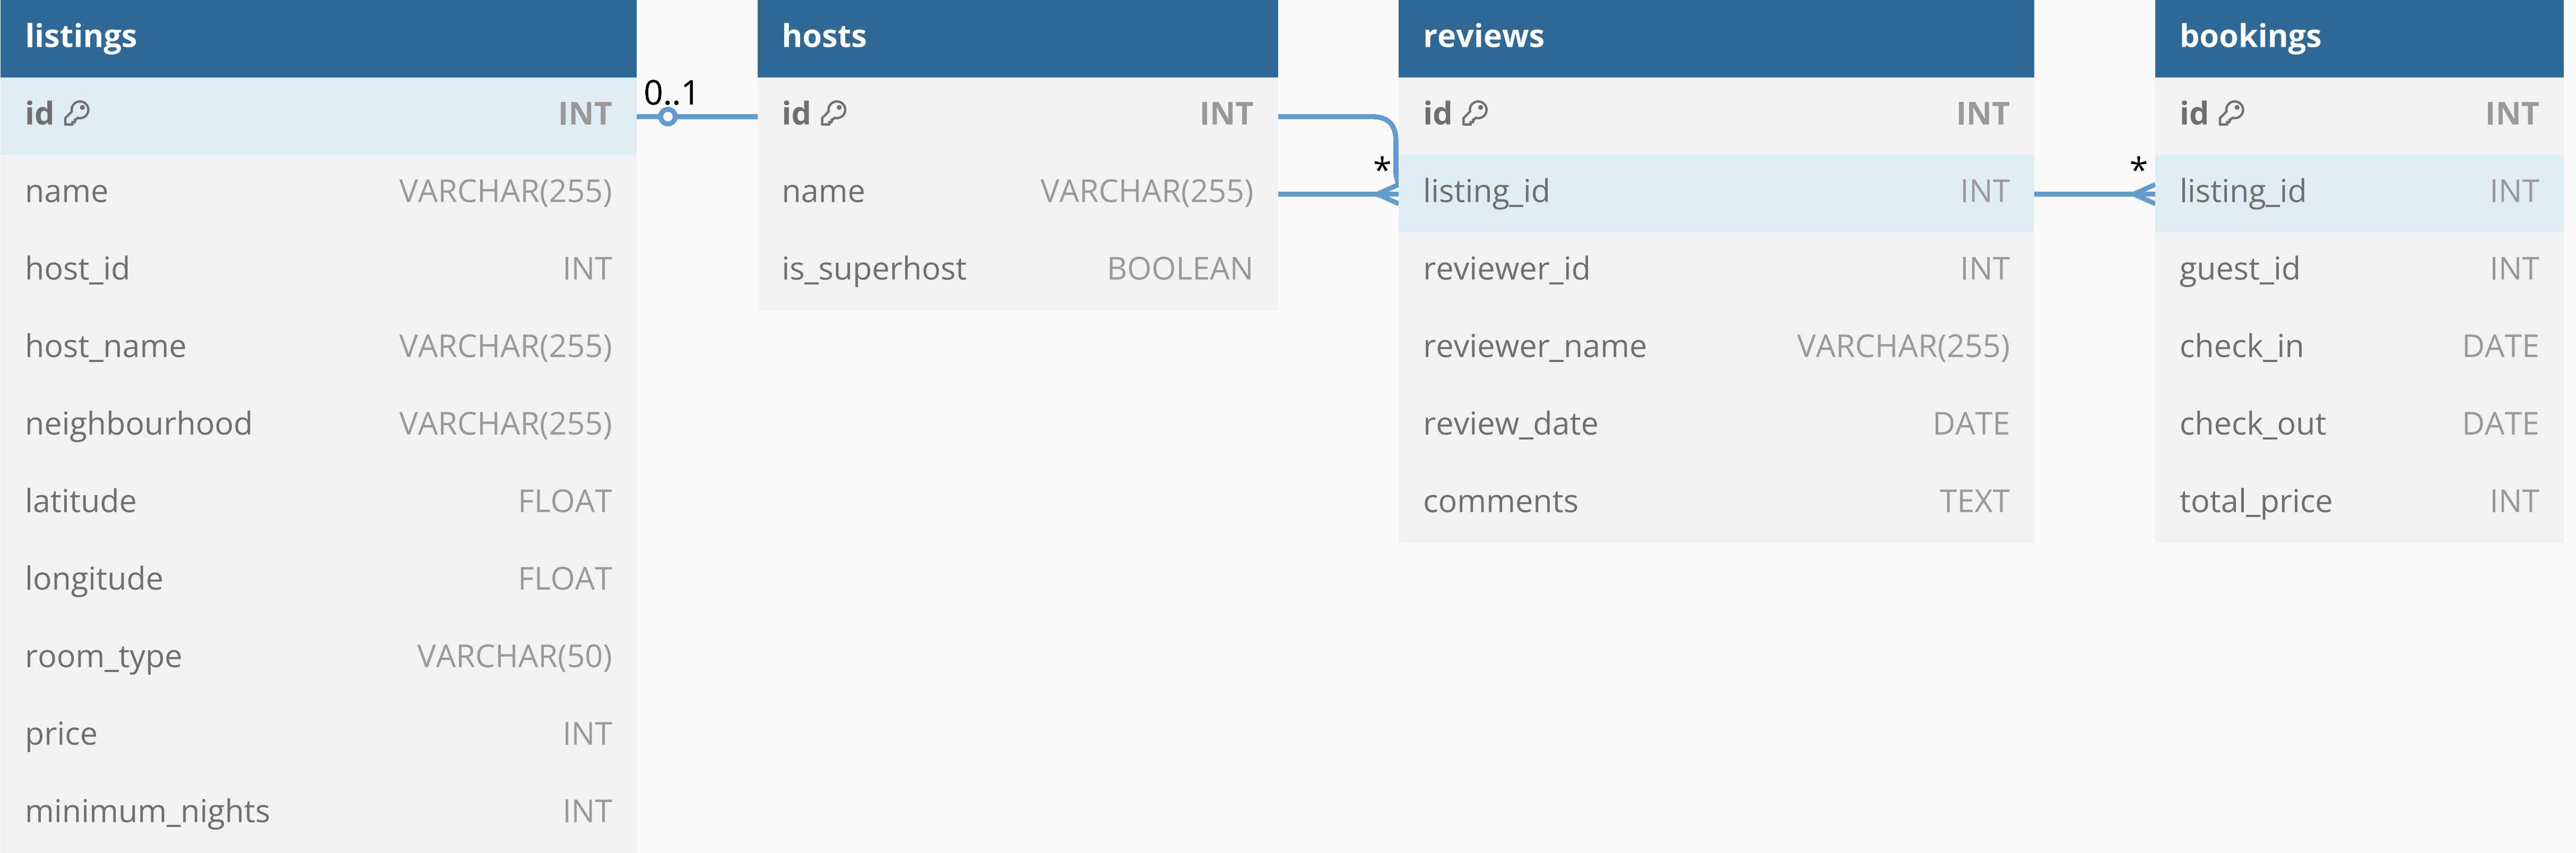 listings
id INT
name VARCHAR(255)
host_id INT
host_name VARCHAR(255)
neighbourhood VARCHAR(255)
latitude FLOAT
longitude FLOAT
room_type VARCHAR(50)
price INT
minimum_nights INT
0..1
hosts
id INT
name VARCHAR(255)
is_superhost BOOLEAN
*
reviews
id INT
listing_id INT
reviewer_id INT
reviewer_name VARCHAR(255)
review_date DATE
comments TEXT
*
bookings
id INT
listing_id INT
guest_id INT
check_in DATE
check_out DATE
total_price INT